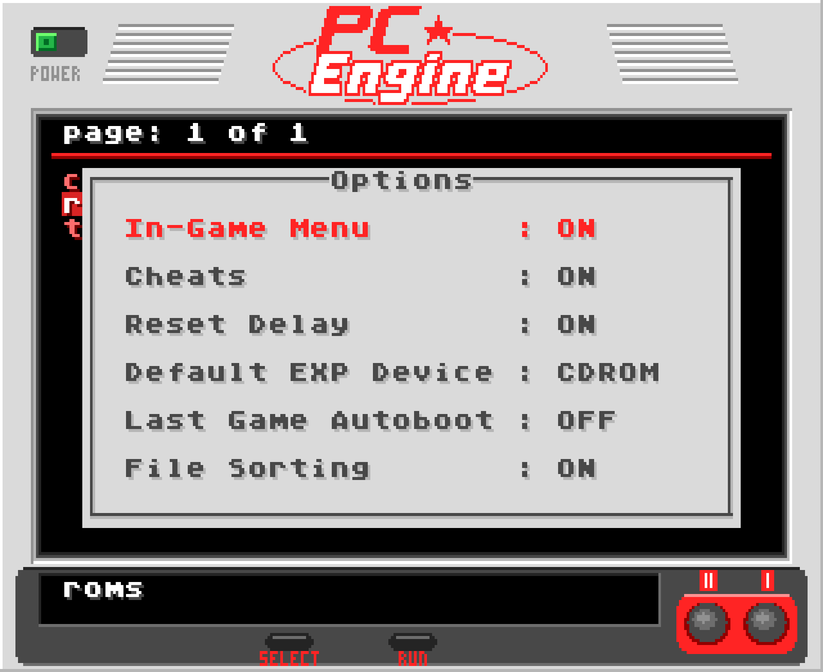 PC
Engine
POWER
page: 1 of 1
Options
c
r
t
In-Game Menu : ON
Cheats : ON
Reset Delay : ON
Default EXP Device : CDROM
Last Game Autoboot : OFF
File Sorting : ON
roms
II I
SELECT RUN